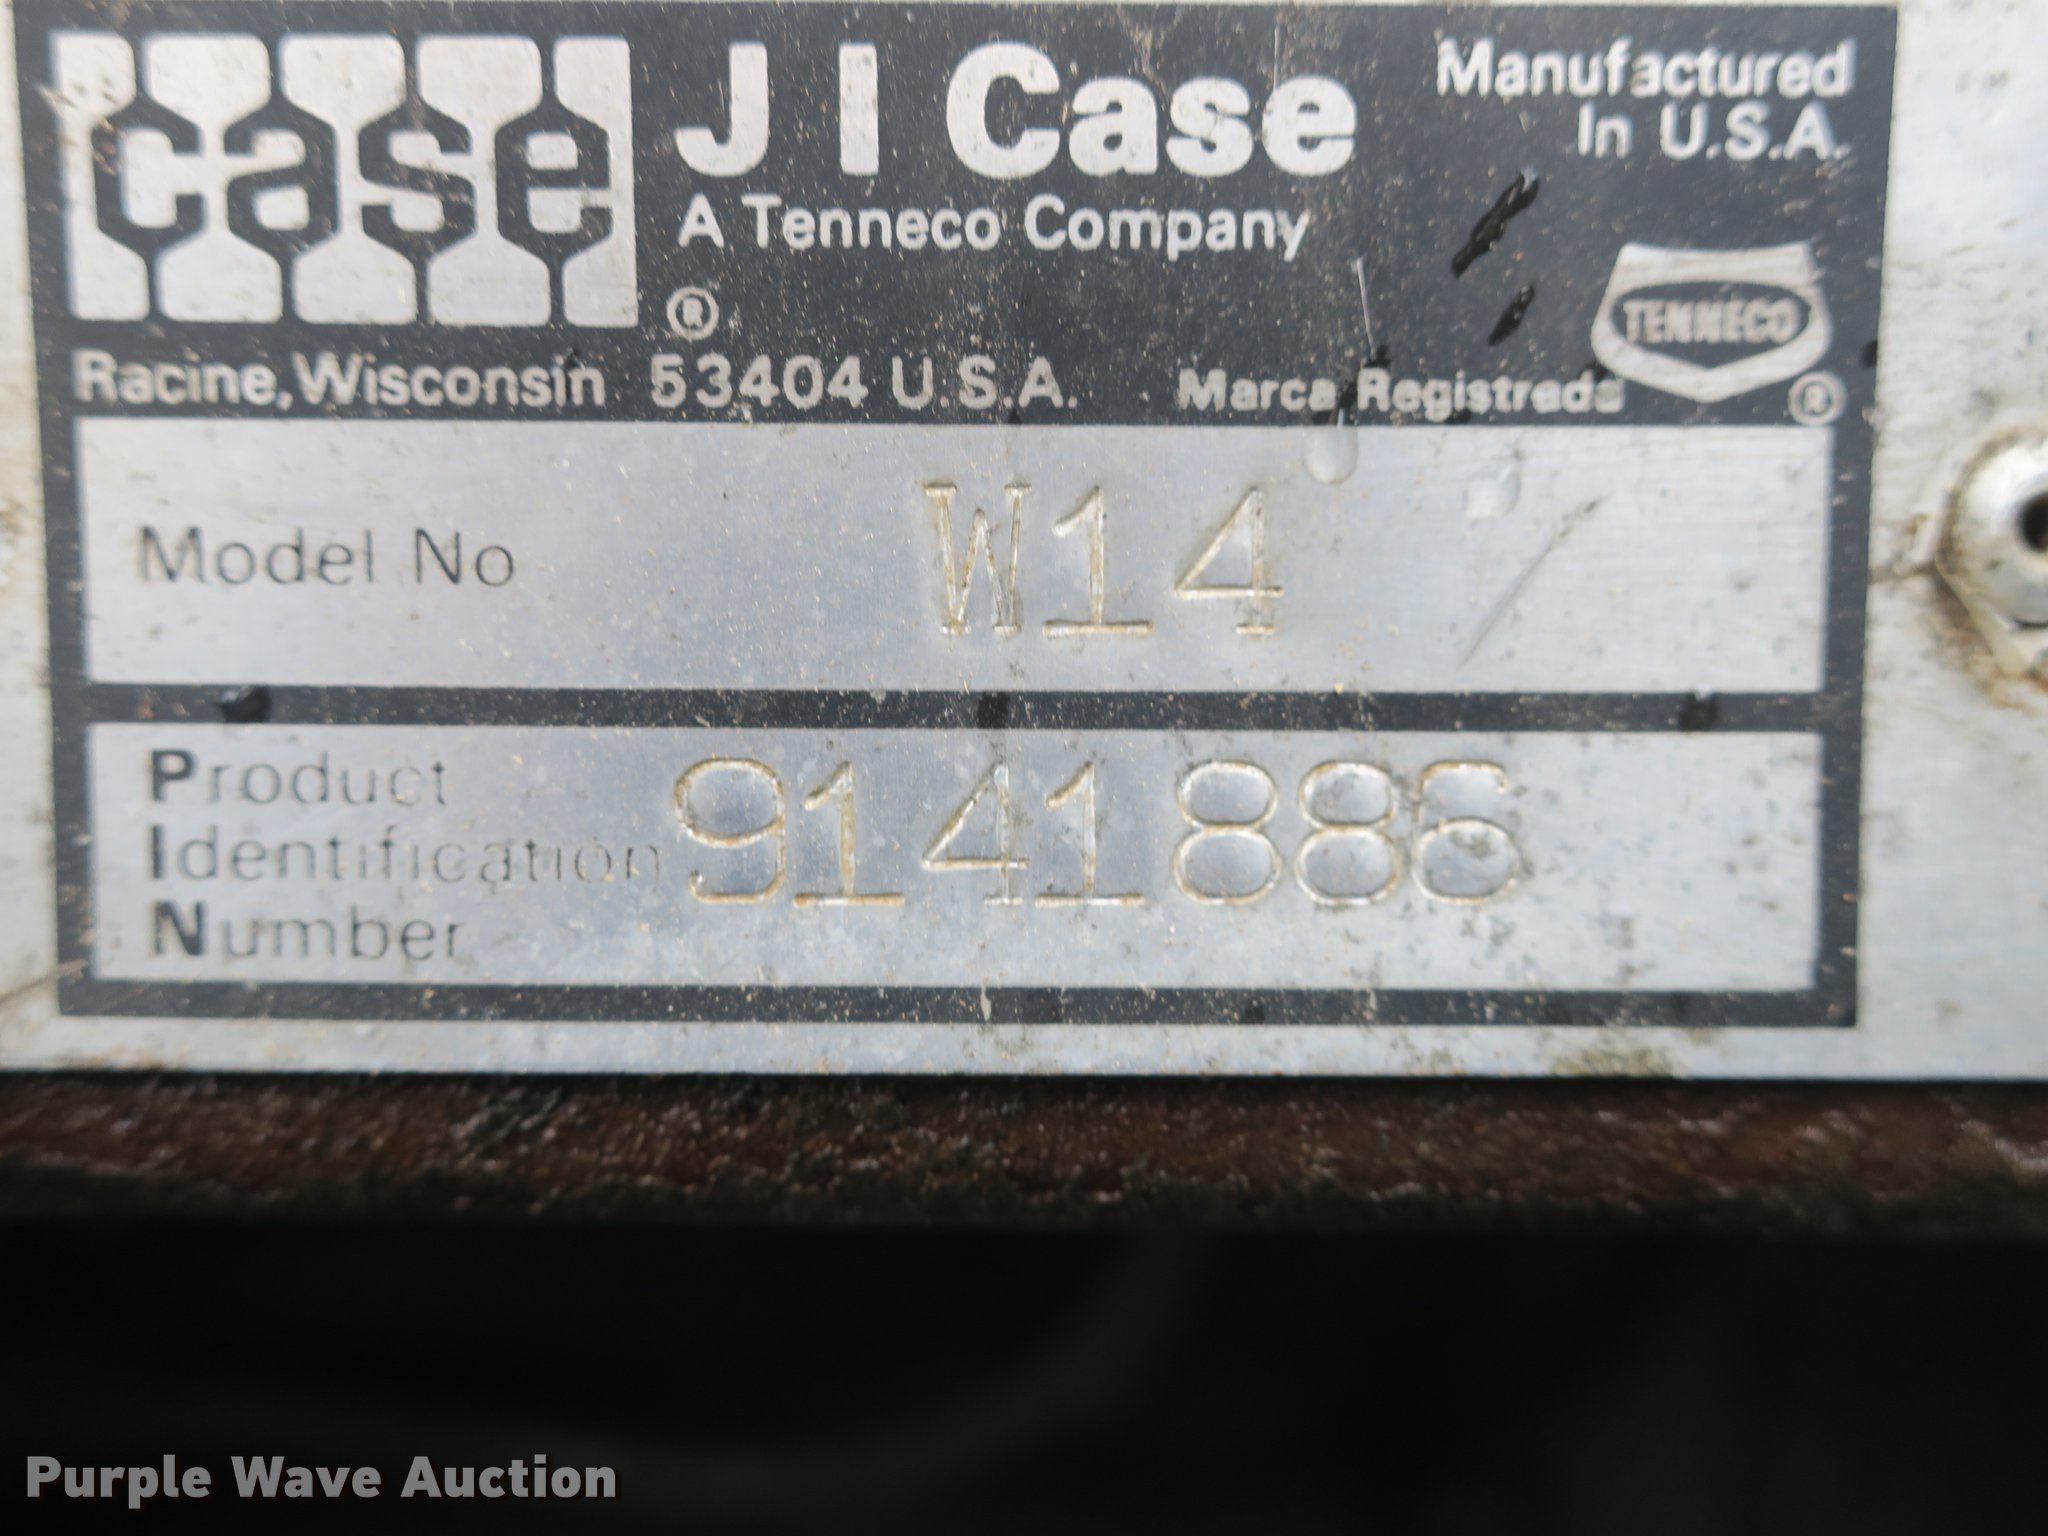 case
J I Case
Manufactured
In U.S.A.
A Tenneco Company
®
TENNECO
Racine, Wisconsin 53404 U.S.A.
Marca Registrada ®
Model No W14
Product
Identification 9141886
Number
Purple Wave Auction